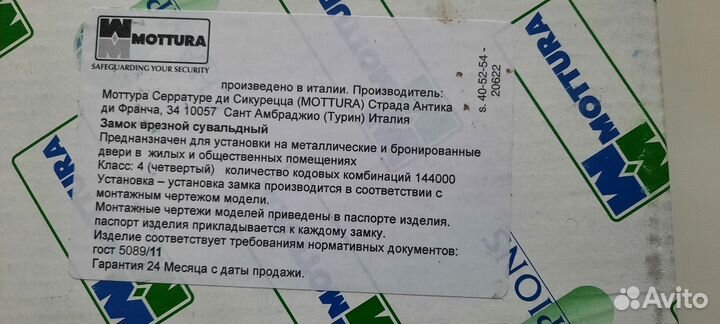 MOTTURA
SAFEGUARDING YOUR SECURITY
s. 40-52-54 -
20622
произведено в италии. Производитель:
Моттура Серратуре ди Сикурецца (MOTTURA) Страда Антика
ди Франча, 34 10057 Сант Амбраджио (Турин) Италия
Замок врезной сувальдный
Преднанзначен для установки на металлические и бронированные
двери в жилых и общественных помещениях
Класс: 4 (четвертый) количество кодовых комбинаций 144000
Установка – установка замка производится в соответствии с
монтажным чертежом модели.
Монтажные чертежи моделей приведены в паспорте изделия.
паспорт изделия прикладывается к каждому замку.
Изделие соответствует требованиям нормативных документов:
гост 5089/11
Гарантия 24 Месяца с даты продажи.
MOTTURA
MOTTURA
MOTTURA
PIONS
Avito